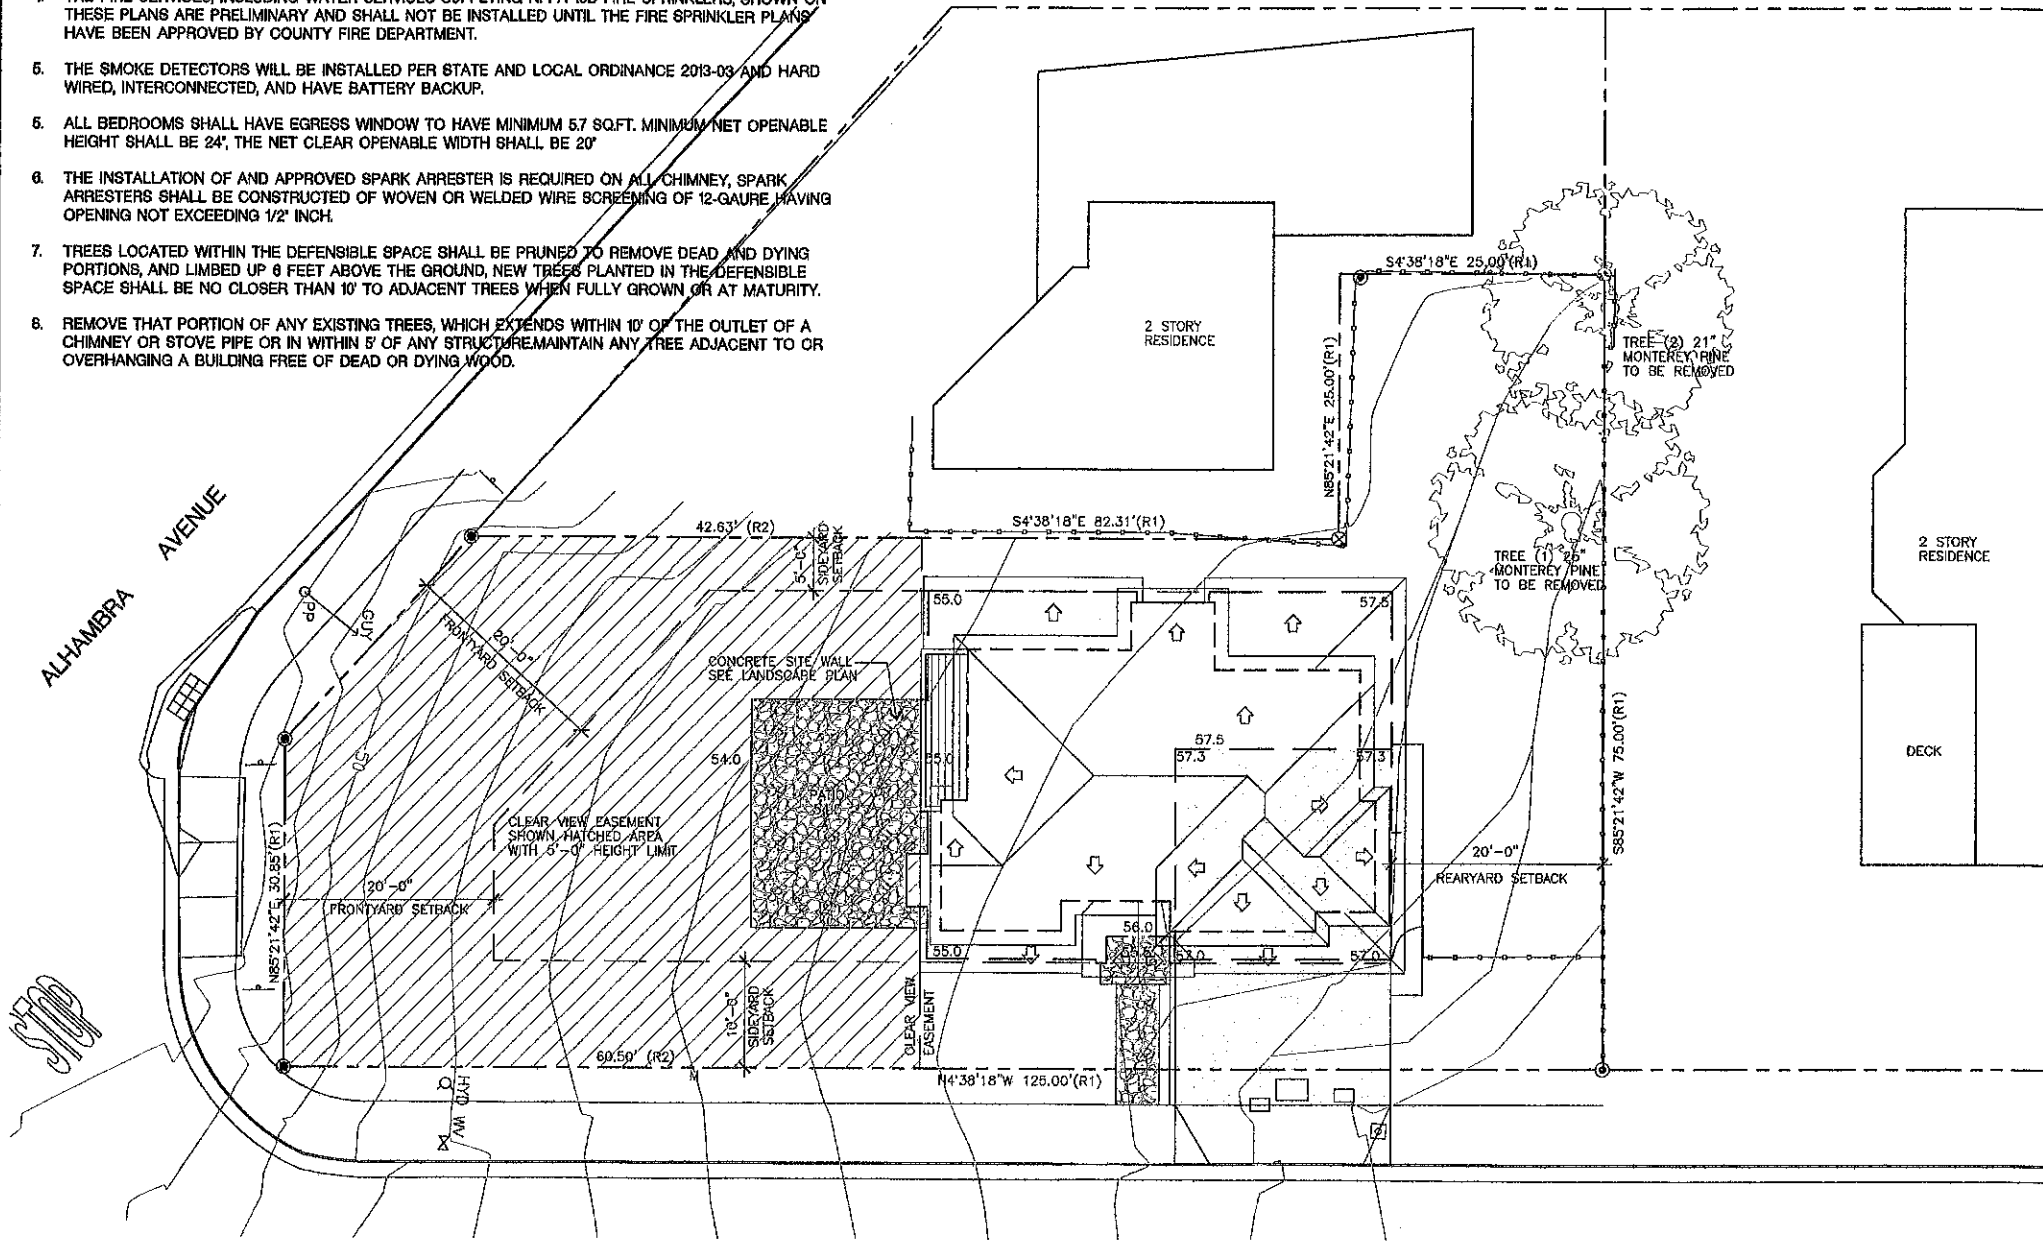 THESE PLANS ARE PRELIMINARY AND SHALL NOT BE INSTALLED UNTIL THE FIRE SPRINKLER PLANS
HAVE BEEN APPROVED BY COUNTY FIRE DEPARTMENT.
5. THE SMOKE DETECTORS WILL BE INSTALLED PER STATE AND LOCAL ORDINANCE 2013-03 AND HARD
WIRED, INTERCONNECTED, AND HAVE BATTERY BACKUP.
5. ALL BEDROOMS SHALL HAVE EGRESS WINDOW TO HAVE MINIMUM 5.7 SQ.FT. MINIMUM NET OPENABLE
HEIGHT SHALL BE 24", THE NET CLEAR OPENABLE WIDTH SHALL BE 20"
6. THE INSTALLATION OF AND APPROVED SPARK ARRESTER IS REQUIRED ON ALL CHIMNEY, SPARK
ARRESTERS SHALL BE CONSTRUCTED OF WOVEN OR WELDED WIRE SCREENING OF 12-GAURE HAVING
OPENING NOT EXCEEDING 1/2" INCH.
7. TREES LOCATED WITHIN THE DEFENSIBLE SPACE SHALL BE PRUNED TO REMOVE DEAD AND DYING
PORTIONS, AND LIMBED UP 6 FEET ABOVE THE GROUND, NEW TREES PLANTED IN THE DEFENSIBLE
SPACE SHALL BE NO CLOSER THAN 10' TO ADJACENT TREES WHEN FULLY GROWN OR AT MATURITY.
8. REMOVE THAT PORTION OF ANY EXISTING TREES, WHICH EXTENDS WITHIN 10' OF THE OUTLET OF A
CHIMNEY OR STOVE PIPE OR IN WITHIN 5' OF ANY STRUCTURE.MAINTAIN ANY TREE ADJACENT TO OR
OVERHANGING A BUILDING FREE OF DEAD OR DYING WOOD.
S4°38'18"E 25.00'(R1)
2 STORY
RESIDENCE
TREE (2) 21"
MONTEREY PINE
TO BE REMOVED
N85°21'42"E 25.00'(R1)
ALHAMBRA AVENUE
42.63' (R2)
5'-0"
SIDEYARD
SETBACK
S4°38'18"E 82.31'(R1)
TREE (1) 26"
MONTEREY PINE
TO BE REMOVED
2 STORY
RESIDENCE
PP
GUY
20'-0"
FRONTYARD SETBACK
55.0
57.5
CONCRETE SITE WALL
SEE LANDSCAPE PLAN
S85°21'42"W 75.00'(R1)
50
54.0
55.0
57.5
57.3
57.3
DECK
PATIO
CLEAR VIEW EASEMENT
SHOWN HATCHED AREA
WITH 5'-0" HEIGHT LIMIT
20'-0"
REARYARD SETBACK
N85°21'42"E 30.85'(R1)
20'-0"
FRONTYARD SETBACK
56.0
55.0
57.0
STOP
10'-0"
SIDEYARD
SETBACK
CLEAR VIEW
EASEMENT
60.50' (R2)
M
N4°38'18"W 125.00'(R1)
HYD
WV